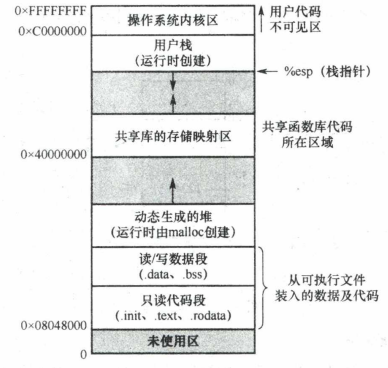 0×FFFFFFFF
操作系统内核区
用户代码
不可见区
0×C0000000
用户栈
(运行时创建)
%esp (栈指针)
共享库的存储映射区
共享函数库代码
所在区域
0×40000000
动态生成的堆
(运行时由malloc创建)
读/写数据段
(.data、.bss)
从可执行文件
装入的数据及代码
只读代码段
(.init、.text、.rodata)
0×08048000
未使用区
0